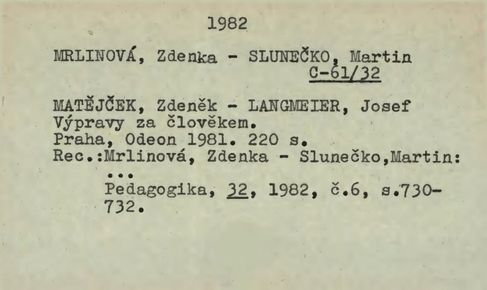 1982
MRLINOVÁ, Zdenka - SLUNEČKO, Martin
C-61/32
MATĚJČEK, Zdeněk - LANGMEIER, Josef
Výpravy za člověkem.
Praha, Odeon 1981. 220 s.
Rec.:Mrlinová, Zdenka - Slunečko,Martin:
...
Pedagogika, 32, 1982, č.6, s.730-
732.